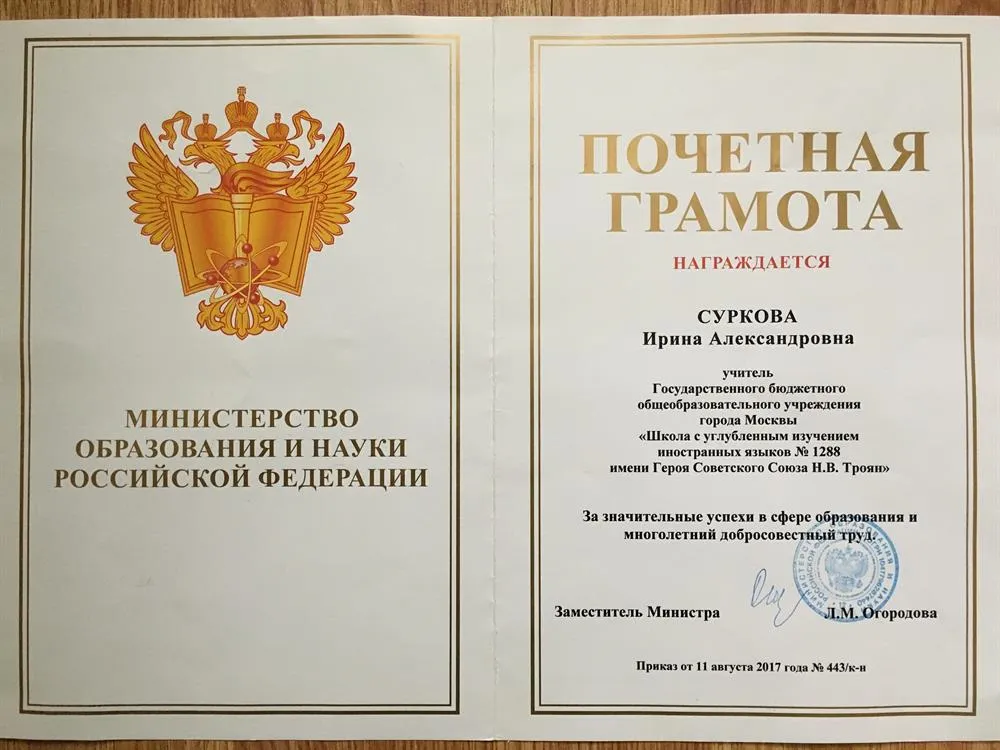 МИНИСТЕРСТВО
ОБРАЗОВАНИЯ И НАУКИ
РОССИЙСКОЙ ФЕДЕРАЦИИ
ПОЧЕТНАЯ
ГРАМОТА
НАГРАЖДАЕТСЯ
СУРКОВА
Ирина Александровна
учитель
Государственного бюджетного
общеобразовательного учреждения
города Москвы
«Школа с углубленным изучением
иностранных языков № 1288
имени Героя Советского Союза Н.В. Троян»
За значительные успехи в сфере образования и
многолетний добросовестный труд.
Заместитель Министра
Л.М. Огородова
Приказ от 11 августа 2017 года № 443/к-н